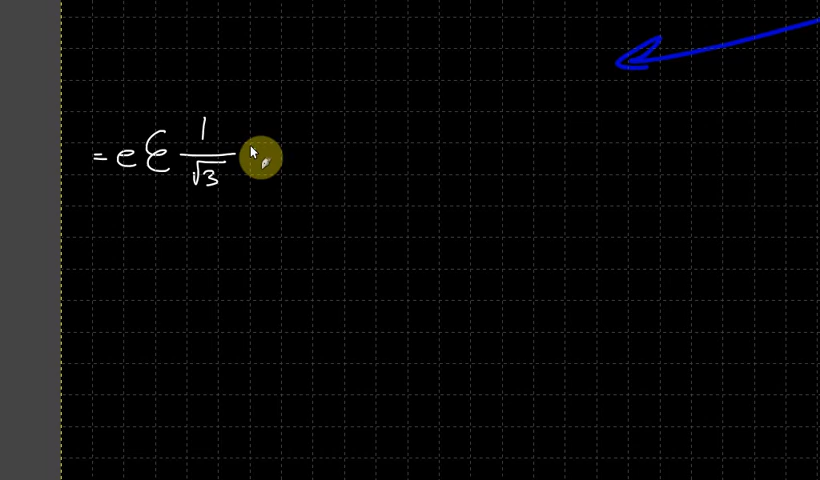 = e ℰ 1/√3